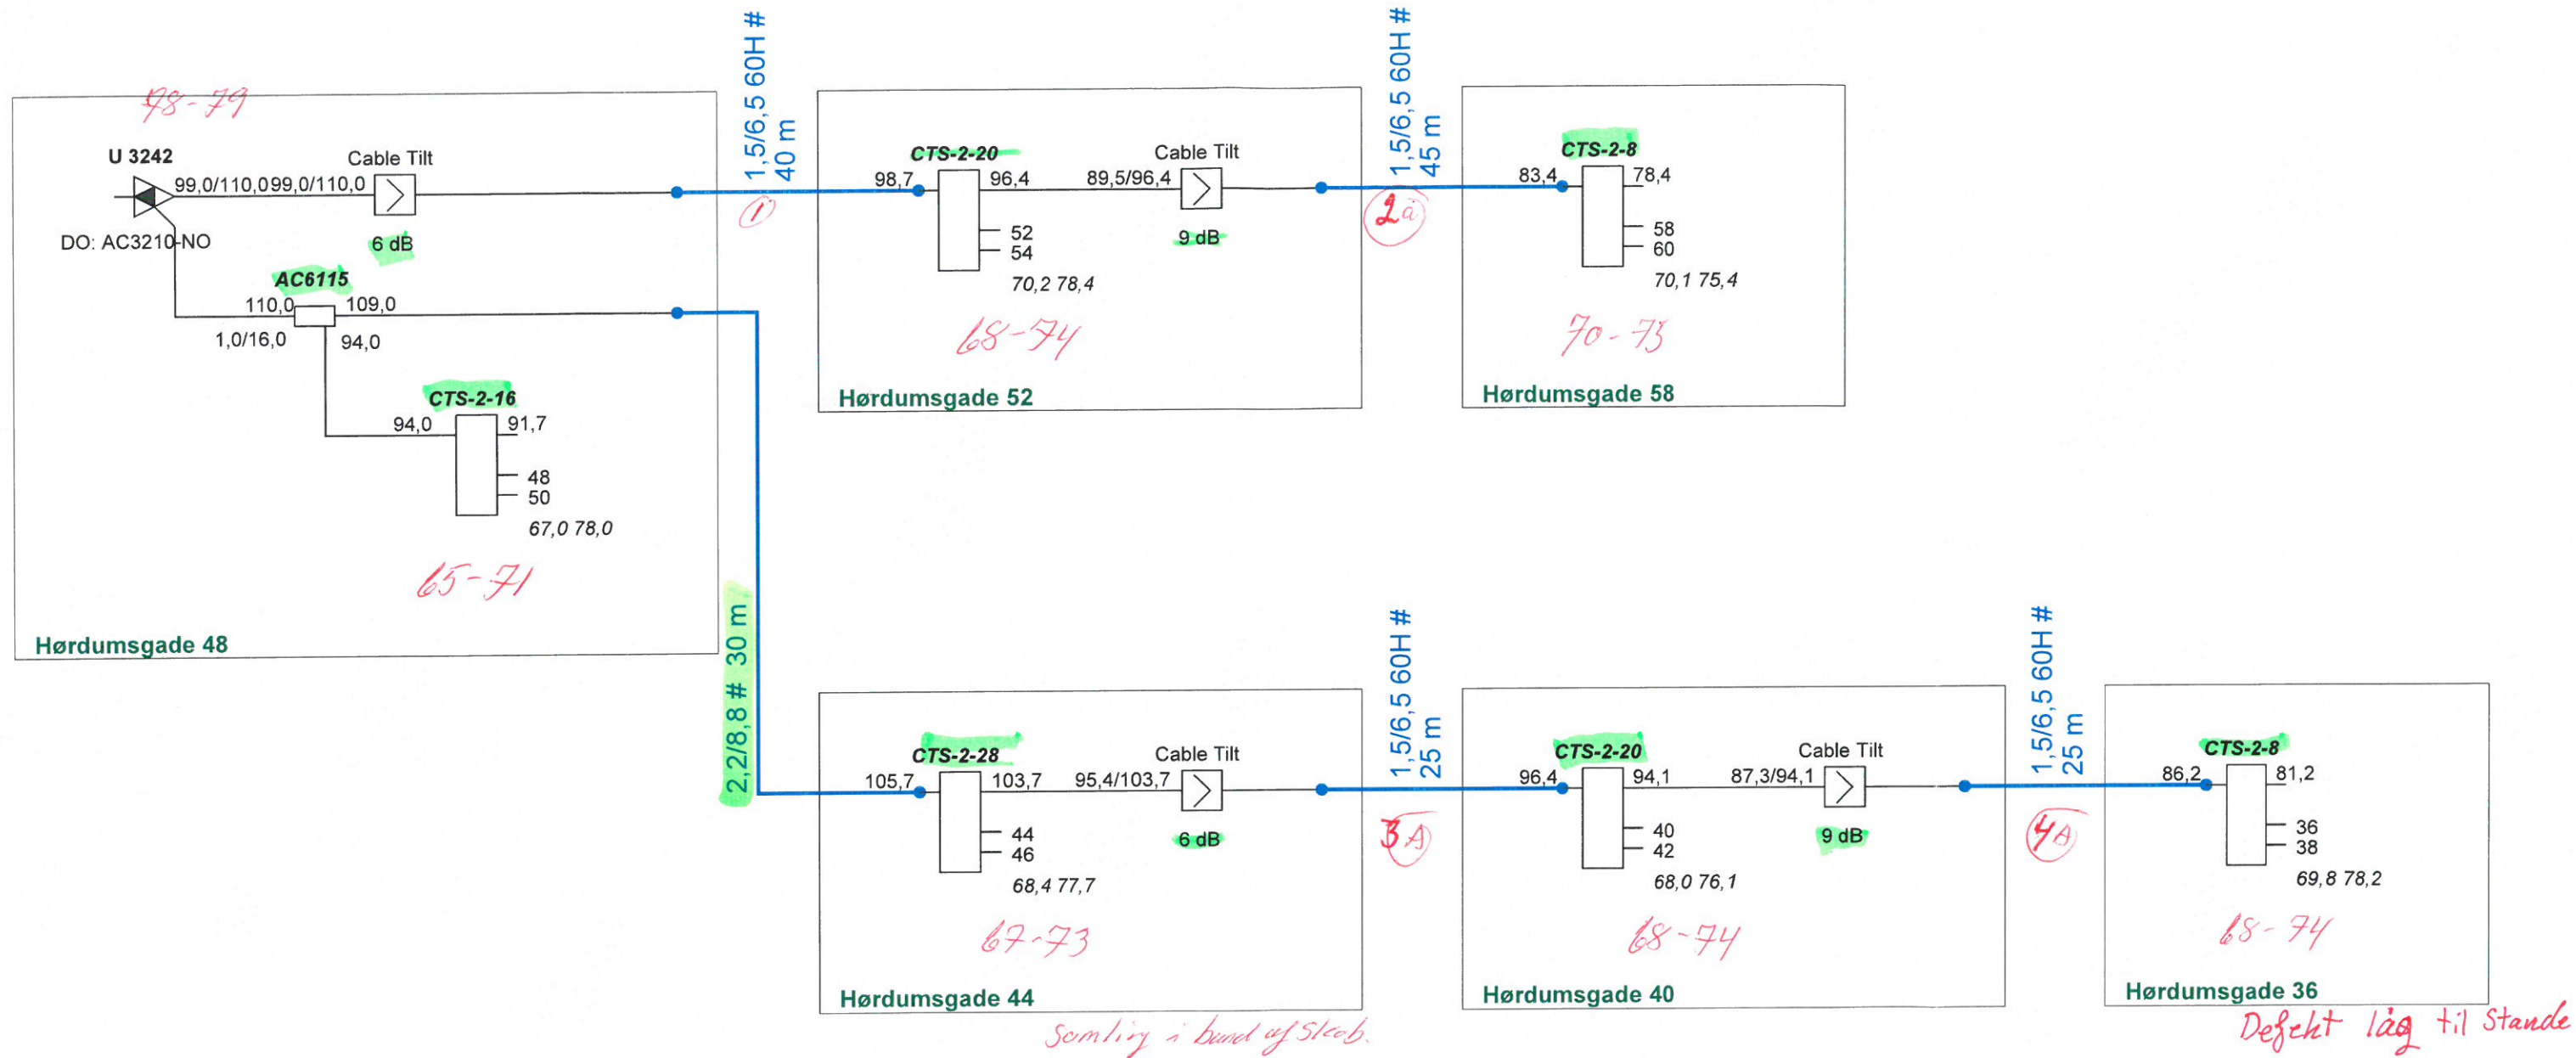 78-79
U 3242
99,0/110,0 99,0/110,0
Cable Tilt
6 dB
DO: AC3210-NO
AC6115
110,0 109,0
1,0/16,0 94,0
CTS-2-16
94,0 91,7
48
50
67,0 78,0
65-71
Hørdumsgade 48
1,5/6,5 60H #
40 m
1
CTS-2-20
98,7 96,4
52
54
70,2 78,4
89,5/96,4
Cable Tilt
9 dB
68-74
Hørdumsgade 52
1,5/6,5 60H #
45 m
2a
CTS-2-8
83,4 78,4
58
60
70,1 75,4
70-75
Hørdumsgade 58
2,2/8,8 # 30 m
CTS-2-28
105,7 103,7
44
46
68,4 77,7
95,4/103,7
Cable Tilt
6 dB
67-73
Hørdumsgade 44
Samling i bund af Skab.
1,5/6,5 60H #
25 m
3A
CTS-2-20
96,4 94,1
40
42
68,0 76,1
87,3/94,1
Cable Tilt
9 dB
68-74
Hørdumsgade 40
1,5/6,5 60H #
25 m
4A
CTS-2-8
86,2 81,2
36
38
69,8 78,2
68-74
Hørdumsgade 36
Defekt låg til Stande